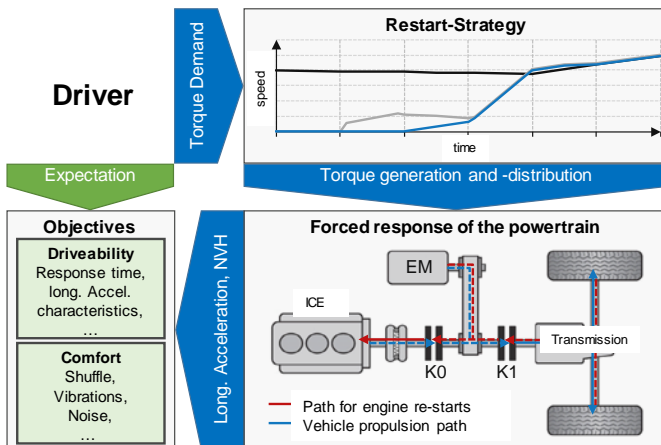 Driver
Torque Demand
Restart-Strategy
speed
time
Expectation
Torque generation and -distribution
Objectives
Driveability
Response time,
long. Accel.
characteristics,
...
Comfort
Shuffle,
Vibrations,
Noise,
...
Long. Acceleration, NVH
Forced response of the powertrain
EM
ICE
K0
K1
Transmission
Path for engine re-starts
Vehicle propulsion path